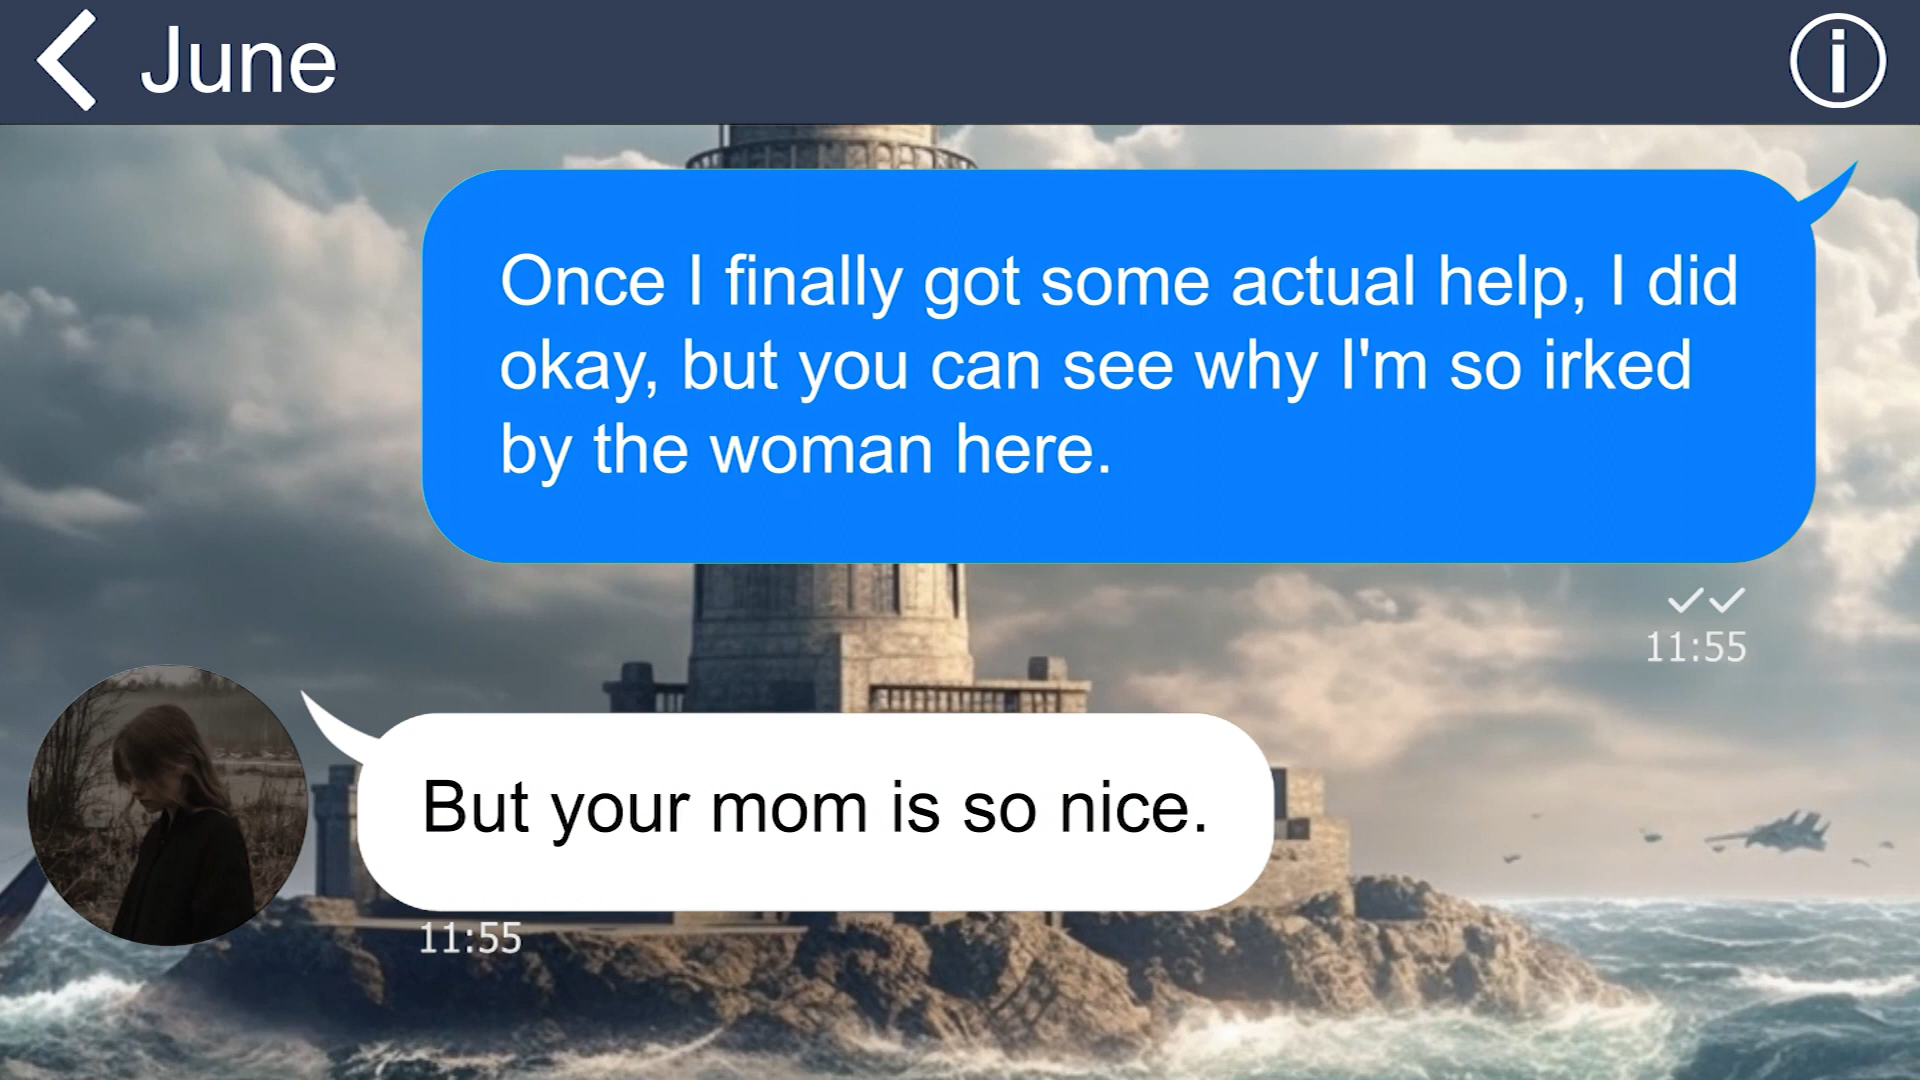 June
Once I finally got some actual help, I did
okay, but you can see why I'm so irked
by the woman here.
11:55
But your mom is so nice.
11:55